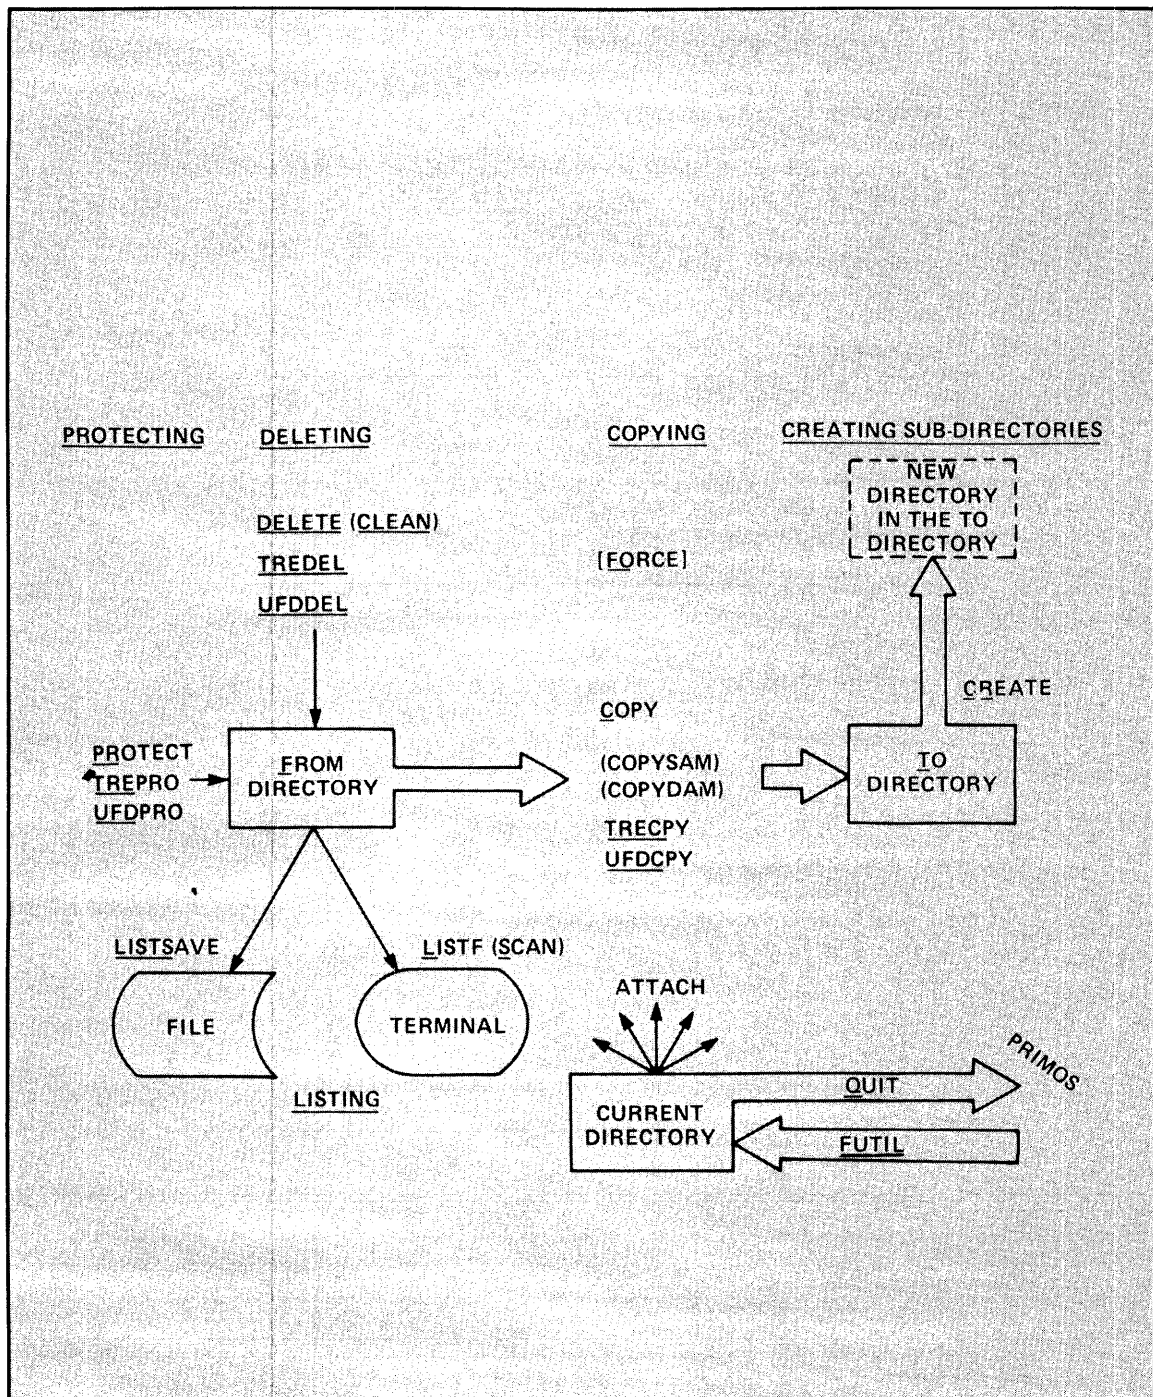 PROTECTING
DELETING
COPYING
CREATING SUB-DIRECTORIES
NEW
DIRECTORY
IN THE TO
DIRECTORY
DELETE (CLEAN)
TREDEL
UFDDEL
[FORCE]
CREATE
PROTECT
TREPRO
UFDPRO
FROM
DIRECTORY
COPY
(COPYSAM)
(COPYDAM)
TRECPY
UFDCPY
TO
DIRECTORY
LISTSAVE
LISTF (SCAN)
FILE
TERMINAL
LISTING
ATTACH
CURRENT
DIRECTORY
QUIT
FUTIL
PRIMOS